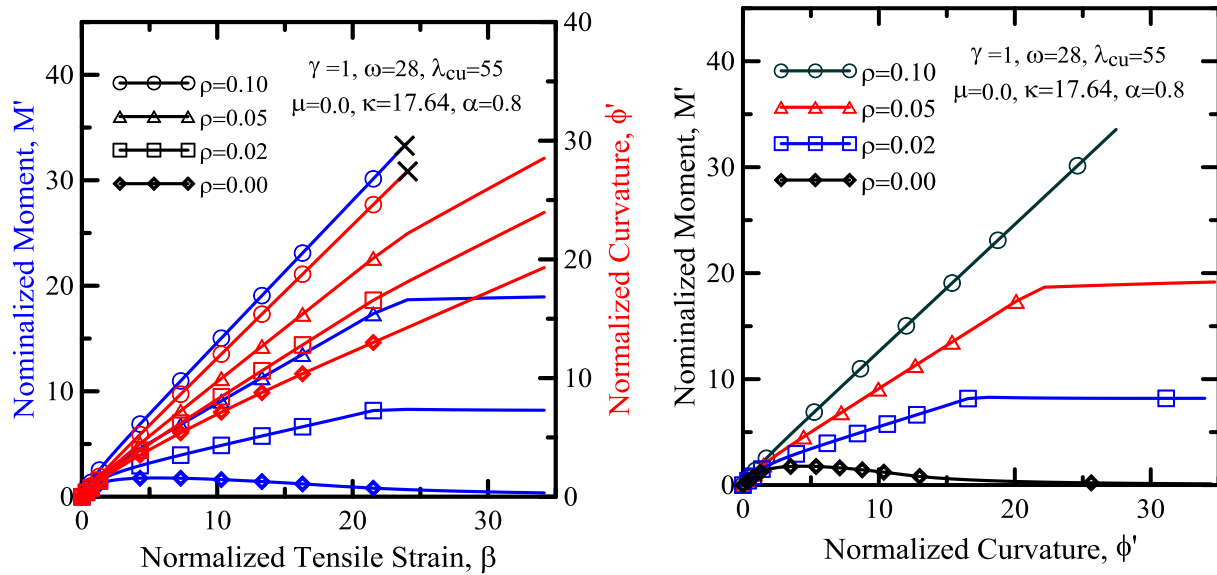 40
40
30
20
10
0
Nominalized Moment, M'
γ =1, ω=28, λcu=55
μ=0.0, κ=17.64, α=0.8
ρ=0.10
ρ=0.05
ρ=0.02
ρ=0.00
30
20
10
0
Normalized Curvature, ϕ'
0
10
20
30
Normalized Tensile Strain, β
40
30
20
10
0
Nominalized Moment, M'
γ =1, ω=28, λcu=55
μ=0.0, κ=17.64, α=0.8
ρ=0.10
ρ=0.05
ρ=0.02
ρ=0.00
0
10
20
30
Normalized Curvature, ϕ'